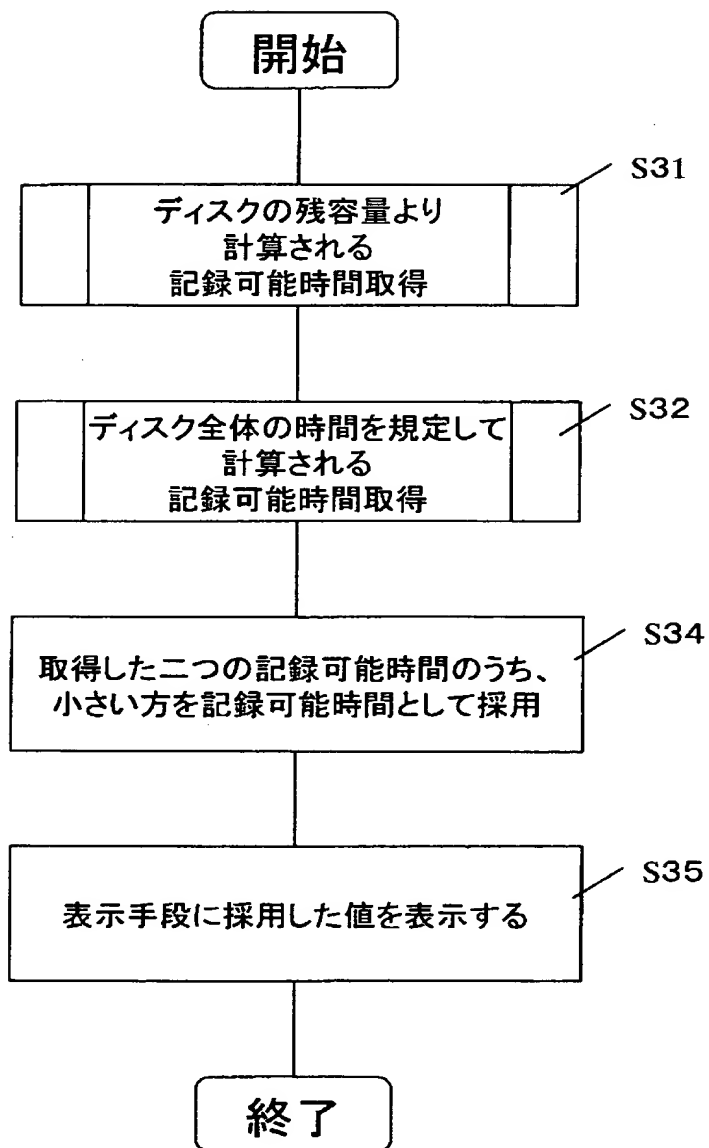 開始
S31
ディスクの残容量より
計算される
記録可能時間取得
S32
ディスク全体の時間を規定して
計算される
記録可能時間取得
S34
取得した二つの記録可能時間のうち、
小さい方を記録可能時間として採用
S35
表示手段に採用した値を表示する
終了